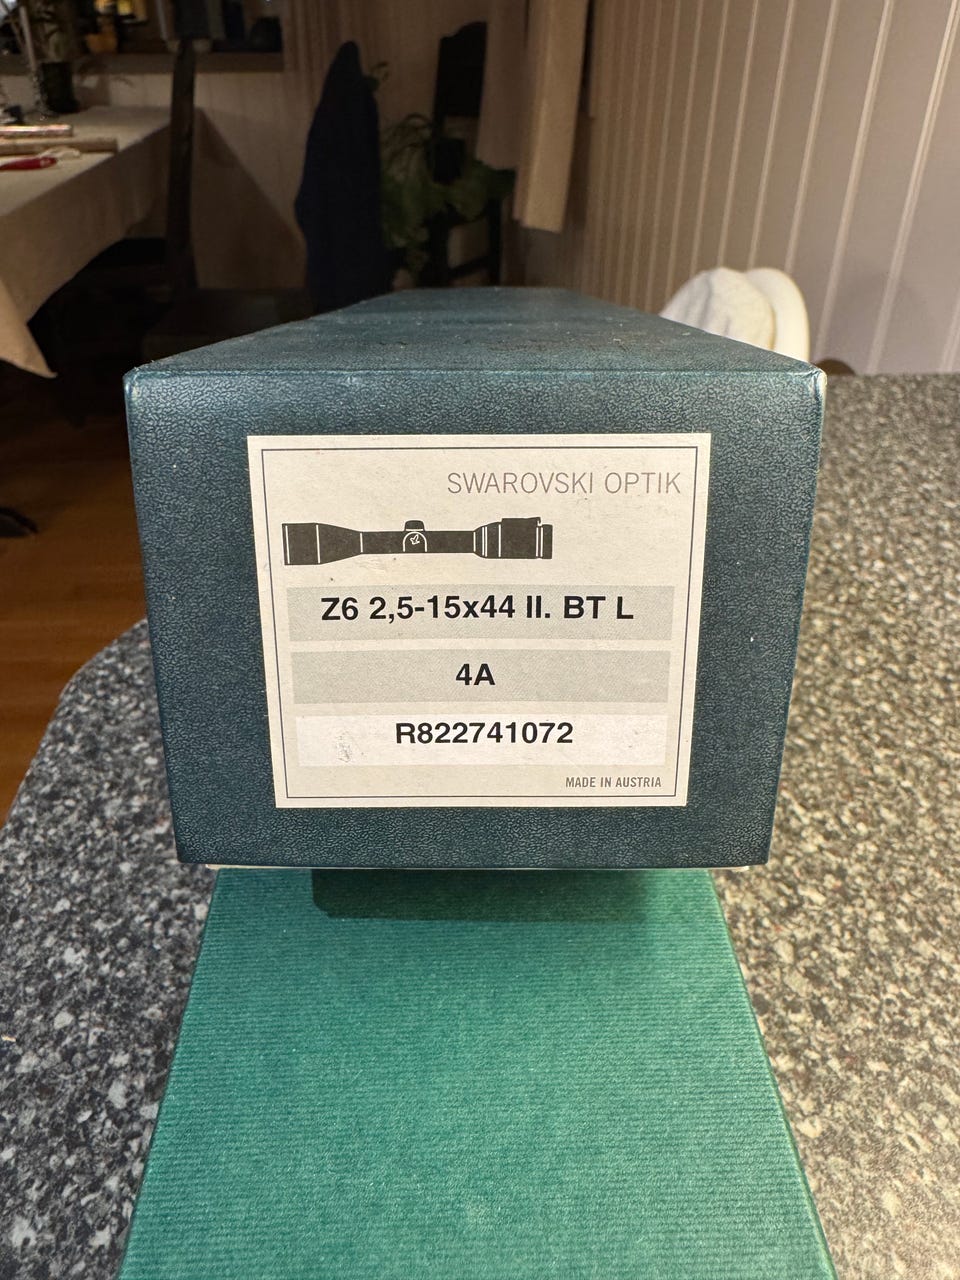 SWAROVSKI OPTIK
Z6 2,5-15x44 II. BT L
4A
R822741072
MADE IN AUSTRIA